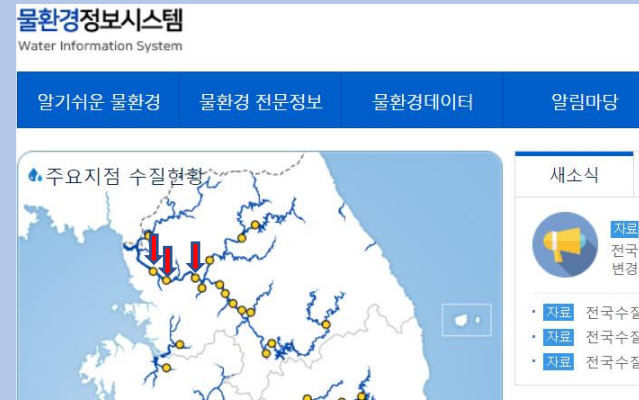 물환경정보시스템
Water Information System
알기쉬운 물환경 물환경 전문정보 물환경데이터 알림마당
주요지점 수질현황
새소식
자료
전국
변경
자료 전국수질
자료 전국수질
자료 전국수질